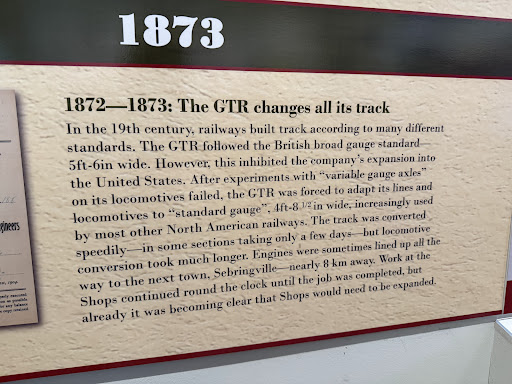 1873
1872—1873: The GTR changes all its track
In the 19th century, railways built track according to many different
standards. The GTR followed the British broad gauge standard—
5ft-6in wide. However, this inhibited the company's expansion into
the United States. After experiments with "variable gauge axles"
on its locomotives failed, the GTR was forced to adapt its lines and
locomotives to "standard gauge", 4ft-8 1/2 in wide, increasingly used
by most other North American railways. The track was converted
speedily—in some sections taking only a few days—but locomotive
conversion took much longer. Engines were sometimes lined up all the
way to the next town, Sebringville—nearly 8 km away. Work at the
Shops continued round the clock until the job was completed, but
already it was becoming clear that Shops would need to be expanded.